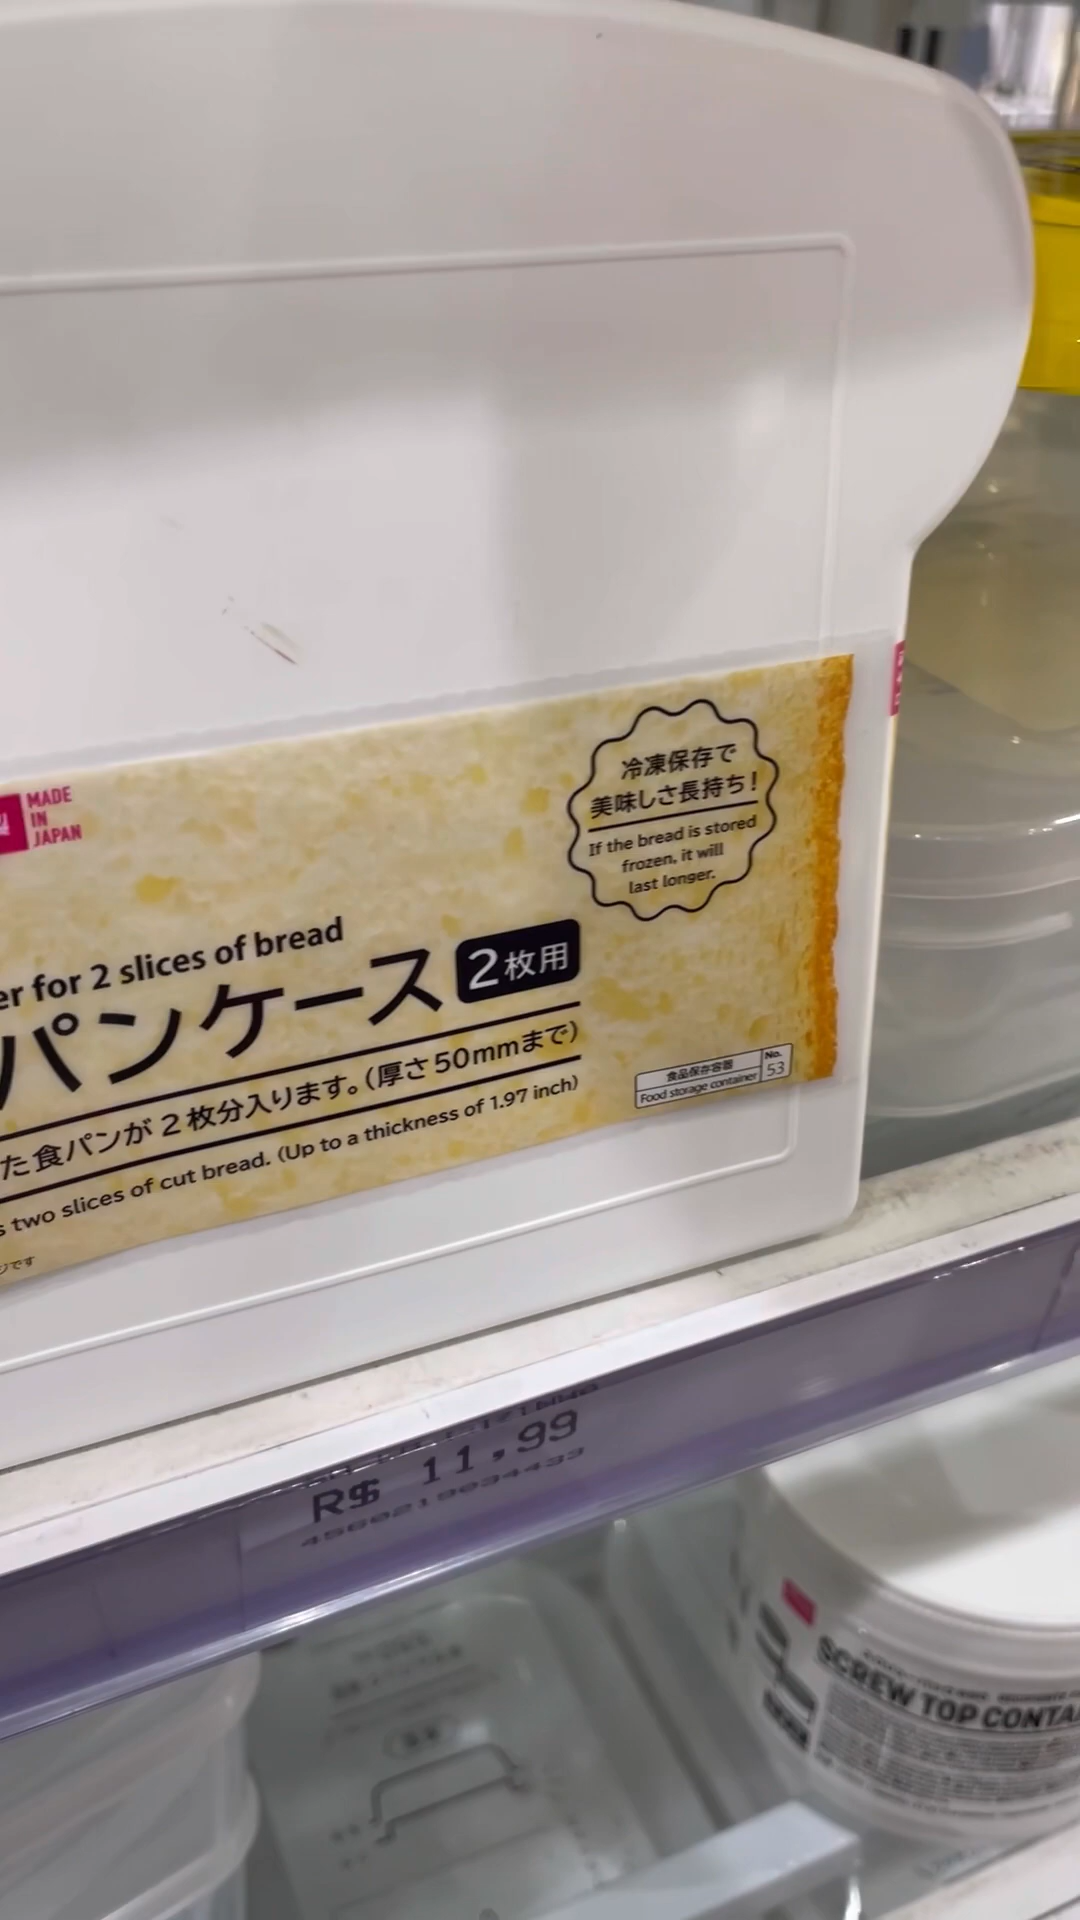 MADE
IN
JAPAN
冷凍保存で
美味しさ長持ち!
If the bread is stored
frozen, it will
last longer.
er for 2 slices of bread
パンケース 2枚用
た食パンが2枚分入ります。(厚さ50mmまで)
s two slices of cut bread. (Up to a thickness of 1.97 inch)
ジです
食品保存容器
Food storage container
No.
53
R$ 11,99
4560219034433
SCREW TOP CONTA